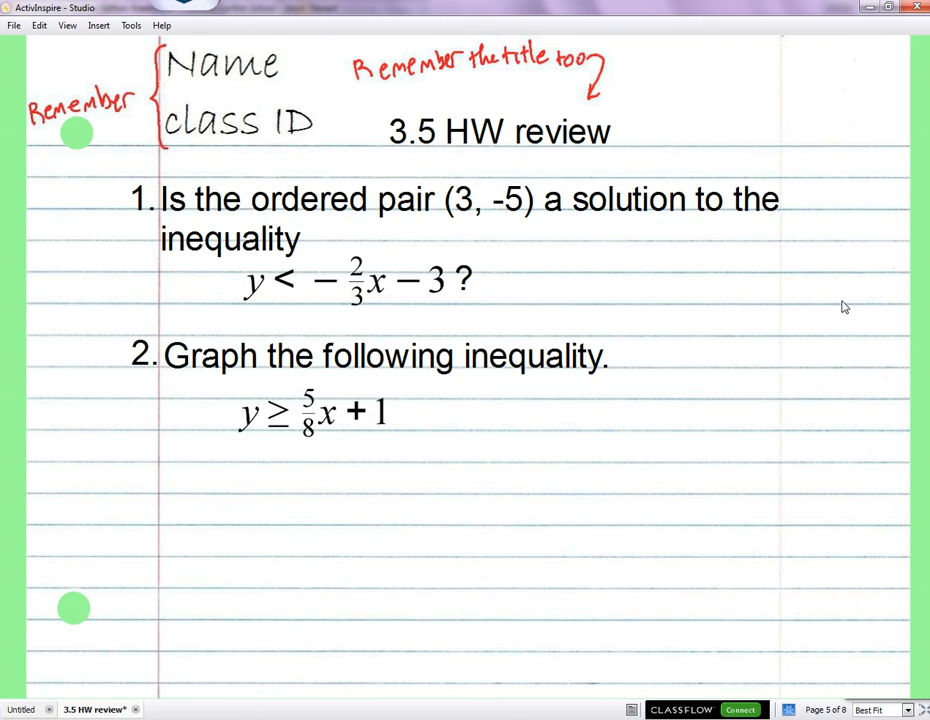 ActivInspire - Studio
File Edit View Insert Tools Help
Name
Remember the title too
Remember
class ID
3.5 HW review
1. Is the ordered pair (3, -5) a solution to the
inequality
y < − 2/3 x − 3 ?
2. Graph the following inequality.
y ≥ 5/8 x + 1
Untitled 3.5 HW review* CLASSFLOW Connect Page 5 of 8 Best Fit